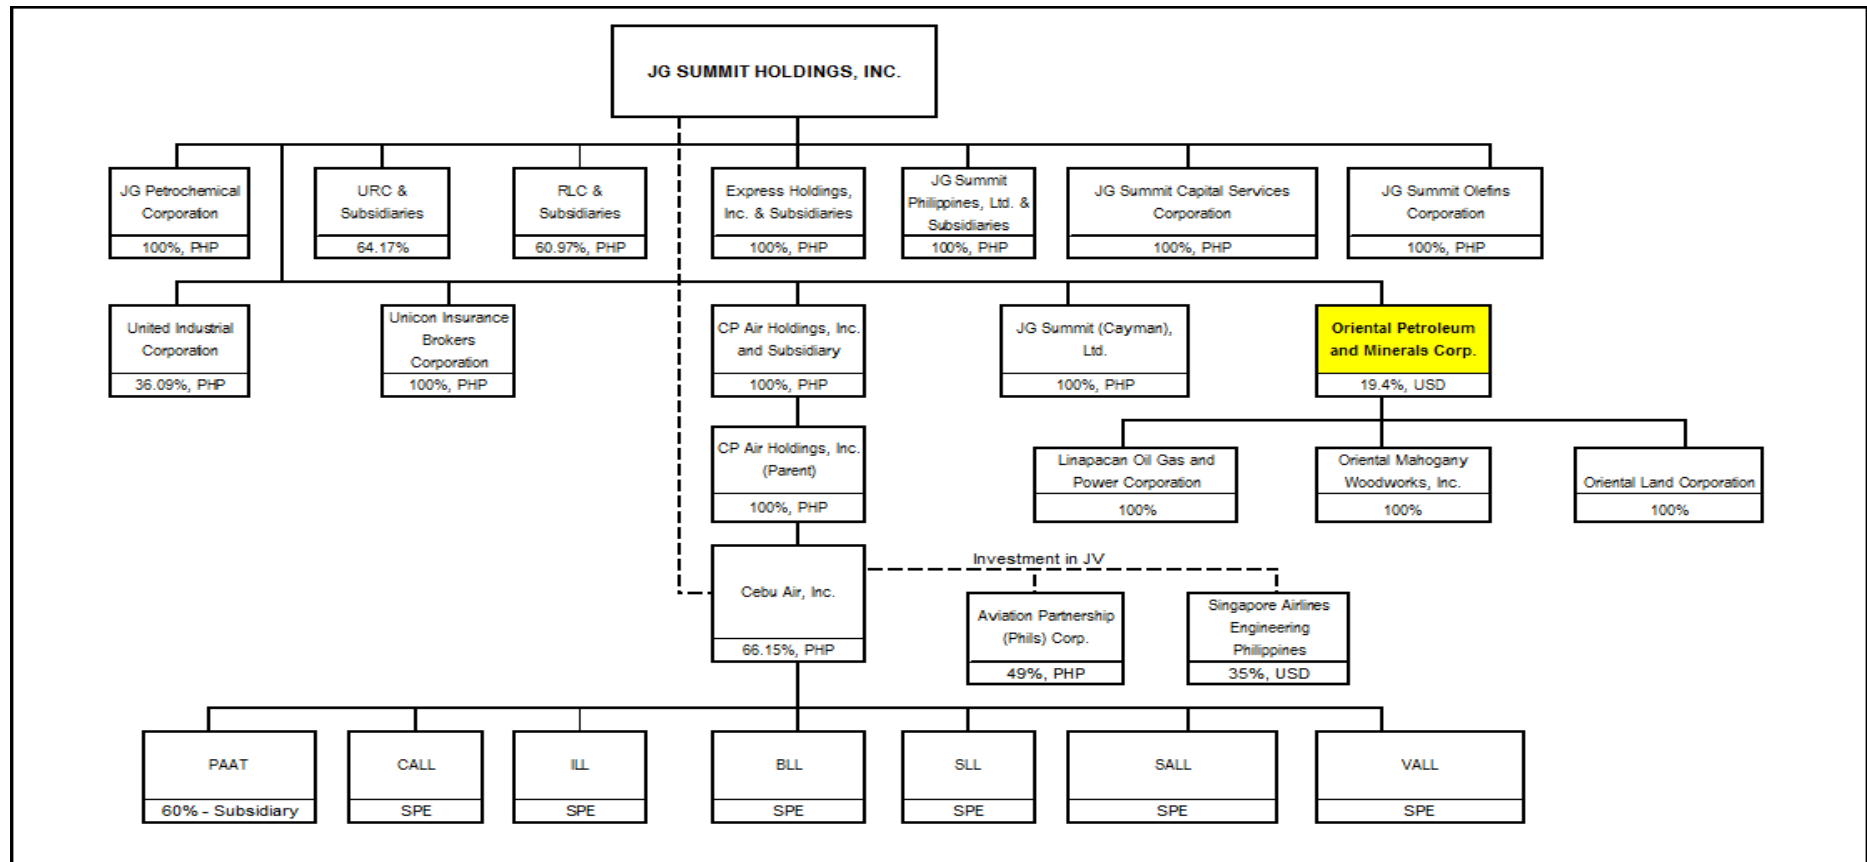 JG SUMMIT HOLDINGS, INC.
JG Petrochemical
Corporation
100%, PHP
URC &
Subsidiaries
64.17%
RLC &
Subsidiaries
60.97%, PHP
Express Holdings,
Inc. & Subsidiaries
100%, PHP
JG Summit
Philippines, Ltd. &
Subsidiaries
100%, PHP
JG Summit Capital Services
Corporation
100%, PHP
JG Summit Olefins
Corporation
100%, PHP
United Industrial
Corporation
36.09%, PHP
Unicon Insurance
Brokers
Corporation
100%, PHP
CP Air Holdings, Inc.
and Subsidiary
100%, PHP
JG Summit (Cayman),
Ltd.
100%, PHP
Oriental Petroleum
and Minerals Corp.
19.4%, USD
CP Air Holdings, Inc.
(Parent)
100%, PHP
Linapacan Oil Gas and
Power Corporation
100%
Oriental Mahogany
Woodworks, Inc.
100%
Oriental Land Corporation
100%
Investment in JV
Cebu Air, Inc.
66.15%, PHP
Aviation Partnership
(Phils) Corp.
49%, PHP
Singapore Airlines
Engineering
Philippines
35%, USD
PAAT
60% - Subsidiary
CALL
SPE
ILL
SPE
BLL
SPE
SLL
SPE
SALL
SPE
VALL
SPE